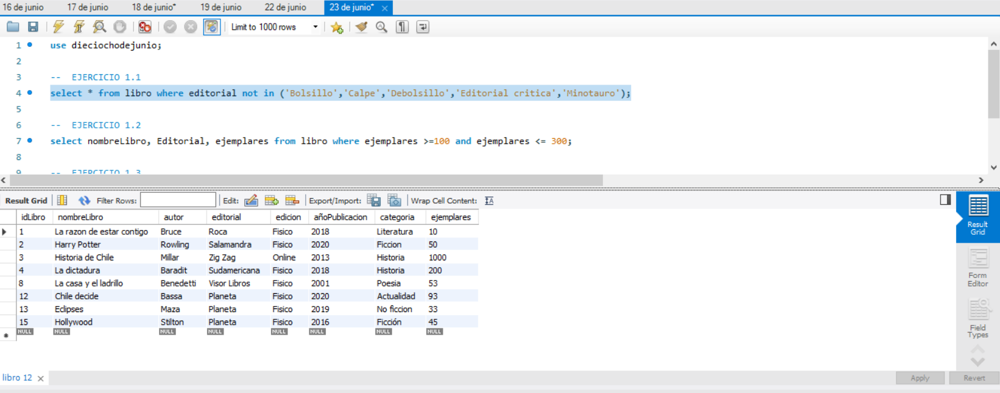 16 de junio 17 de junio 18 de junio* 19 de junio 22 de junio 23 de junio*
Limit to 1000 rows
1 use dieciochodejunio;
2
3 -- EJERCICIO 1.1
4 select * from libro where editorial not in ('Bolsillo','Calpe','Debolsillo','Editorial critica','Minotauro');
5
6 -- EJERCICIO 1.2
7 select nombreLibro, Editorial, ejemplares from libro where ejemplares >=100 and ejemplares <= 300;
8
9 -- EJERCICIO 1.3
Result Grid Filter Rows: Edit: Export/Import: Wrap Cell Content:
idLibro nombreLibro autor editorial edicion añoPublicacion categoria ejemplares
1 La razon de estar contigo Bruce Roca Fisico 2018 Literatura 10
2 Harry Potter Rowling Salamandra Fisico 2020 Ficcion 50
3 Historia de Chile Millar Zig Zag Online 2013 Historia 1000
4 La dictadura Baradit Sudamericana Fisico 2018 Historia 200
8 La casa y el ladrillo Benedetti Visor Libros Fisico 2001 Poesia 53
12 Chile decide Bassa Planeta Fisico 2020 Actualidad 93
13 Eclipses Maza Planeta Fisico 2019 No ficcion 33
15 Hollywood Stilton Planeta Fisico 2016 Ficción 45
NULL NULL NULL NULL NULL NULL NULL NULL
Result
Grid
Form
Editor
Field
Types
libro 12
Apply Revert